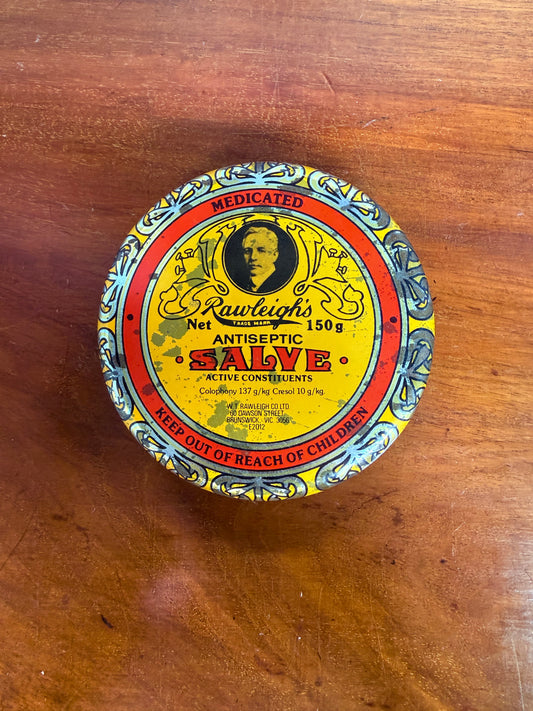 MEDICATED
Rawleigh's
TRADE MARK
Net 150g
ANTISEPTIC
• SALVE •
ACTIVE CONSTITUENTS
Colophony 137 g/kg Cresol 10 g/kg.
W.T. RAWLEIGH CO LTD.
60 DAWSON STREET
BRUNSWICK, VIC. 3056
E2012
KEEP OUT OF REACH OF CHILDREN